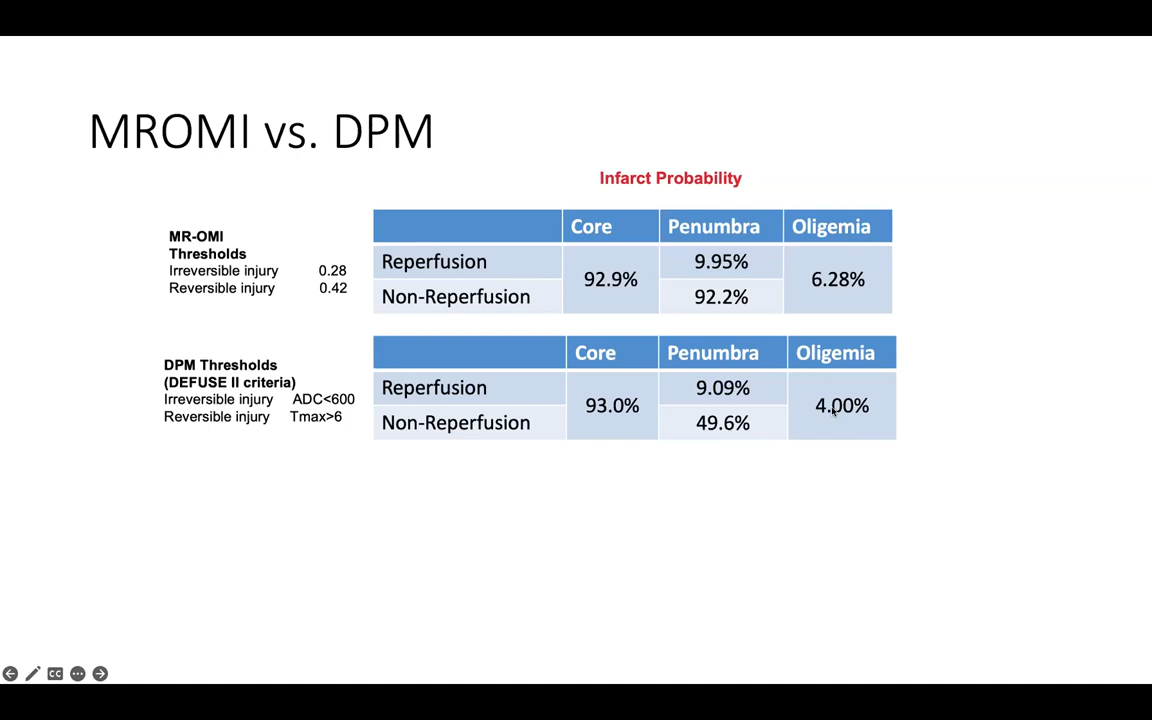 MROMI vs. DPM
Infarct Probability
MR-OMI
Thresholds
Irreversible injury 0.28
Reversible injury 0.42
Core Penumbra Oligemia
Reperfusion 92.9% 9.95% 6.28%
Non-Reperfusion 92.2%
DPM Thresholds
(DEFUSE II criteria)
Irreversible injury ADC<600
Reversible injury Tmax>6
Core Penumbra Oligemia
Reperfusion 93.0% 9.09% 4.00%
Non-Reperfusion 49.6%
CC